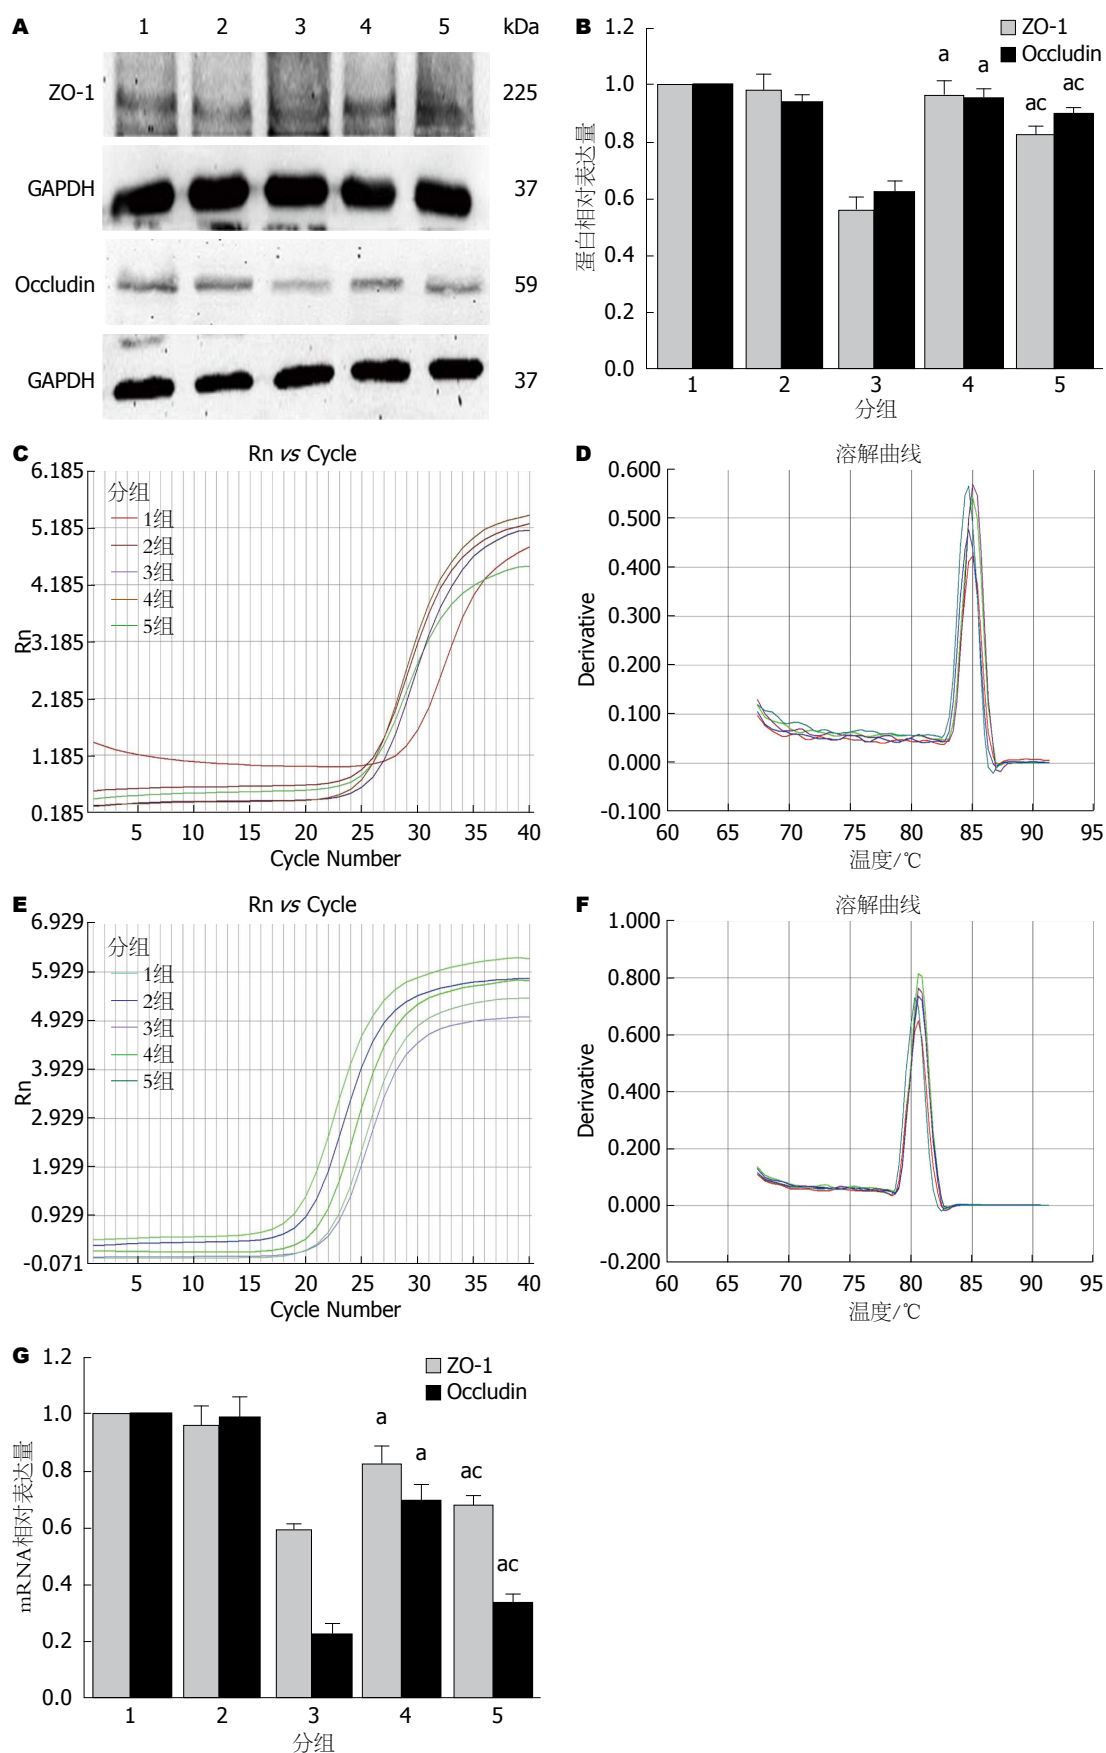 A 1 2 3 4 5 kDa
ZO-1 225
GAPDH 37
Occludin 59
GAPDH 37
B
ZO-1
Occludin
1.2
1.0
0.8
0.6
0.4
0.2
0.0
蛋白相对表达量
a a ac ac
1 2 3 4 5
分组
C Rn vs Cycle
6.185
5.185
4.185
3.185
2.185
1.185
0.185
Rn
分组
1组
2组
3组
4组
5组
5 10 15 20 25 30 35 40
Cycle Number
D 溶解曲线
0.600
0.500
0.400
0.300
0.200
0.100
0.000
-0.100
Derivative
60 65 70 75 80 85 90 95
温度/℃
E Rn vs Cycle
6.929
5.929
4.929
3.929
2.929
1.929
0.929
-0.071
Rn
分组
1组
2组
3组
4组
5组
5 10 15 20 25 30 35 40
Cycle Number
F 溶解曲线
1.000
0.800
0.600
0.400
0.200
0.000
-0.200
Derivative
60 65 70 75 80 85 90 95
温度/℃
G
ZO-1
Occludin
1.2
1.0
0.8
0.6
0.4
0.2
0.0
mRNA相对表达量
a a ac ac
1 2 3 4 5
分组